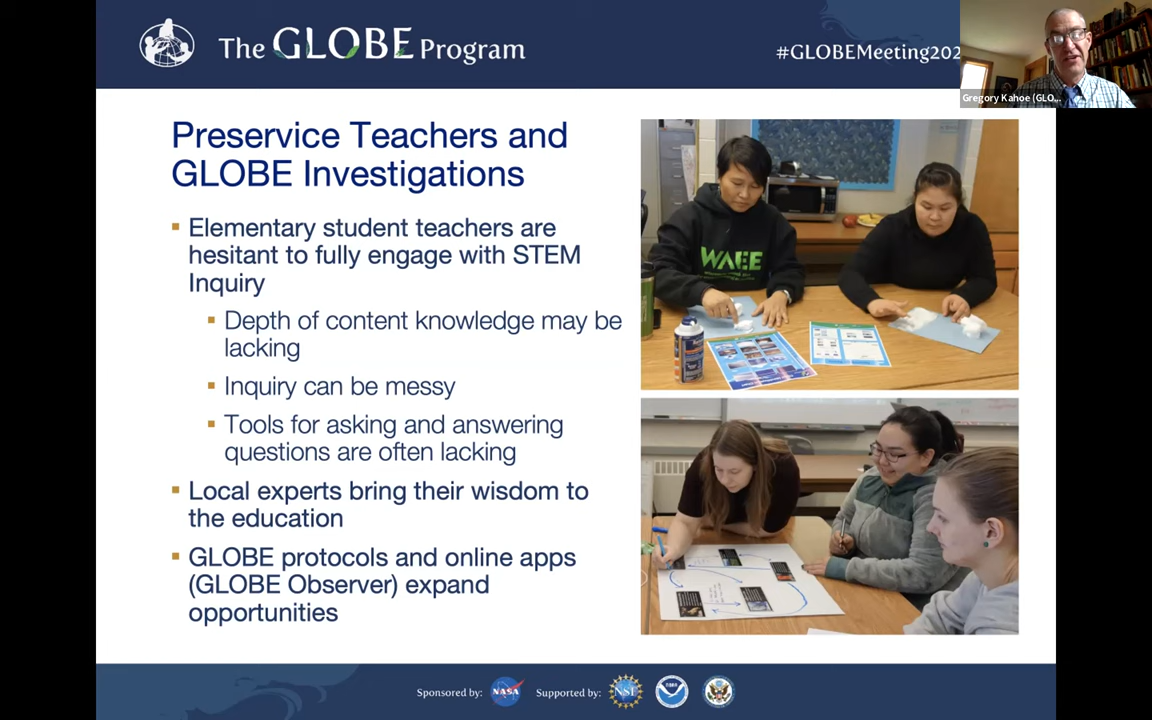 The GLOBE Program
#GLOBEMeeting202
Gregory Kahoe (GLO...
Preservice Teachers and
GLOBE Investigations
Elementary student teachers are
hesitant to fully engage with STEM
Inquiry
Depth of content knowledge may be
lacking
Inquiry can be messy
Tools for asking and answering
questions are often lacking
Local experts bring their wisdom to
the education
GLOBE protocols and online apps
(GLOBE Observer) expand
opportunities
WAEE
Sponsored by: NASA Supported by: NSF